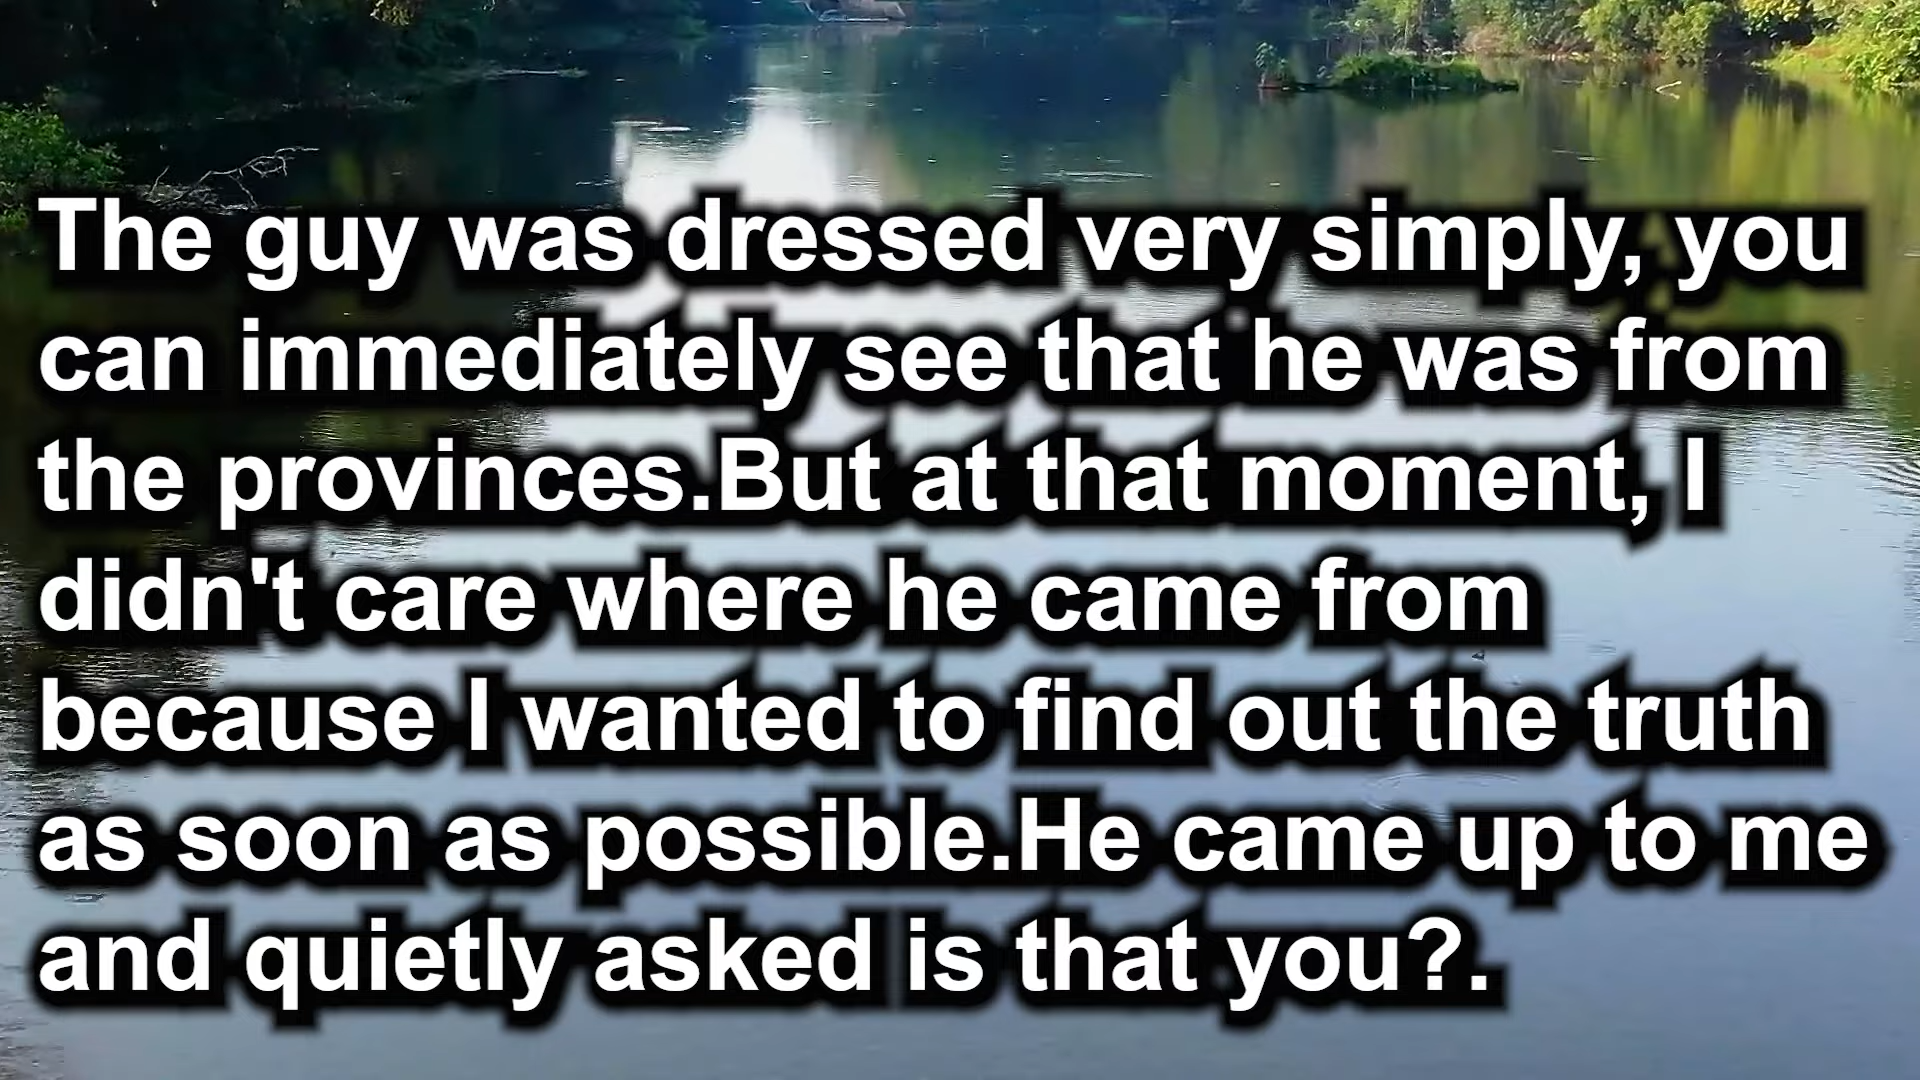 The guy was dressed very simply, you
can immediately see that he was from
the provinces.But at that moment, I
didn't care where he came from
because I wanted to find out the truth
as soon as possible.He came up to me
and quietly asked is that you?.